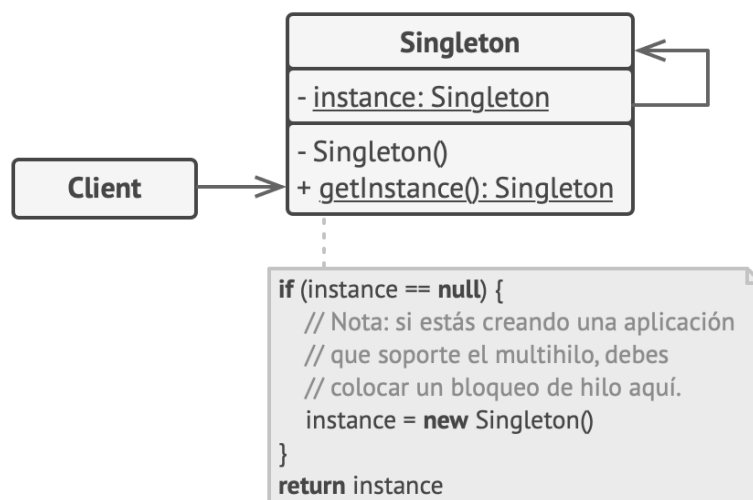 Singleton
- instance: Singleton
- Singleton()
+ getInstance(): Singleton
Client
if (instance == null) {
// Nota: si estás creando una aplicación
// que soporte el multihilo, debes
// colocar un bloqueo de hilo aquí.
instance = new Singleton()
}
return instance